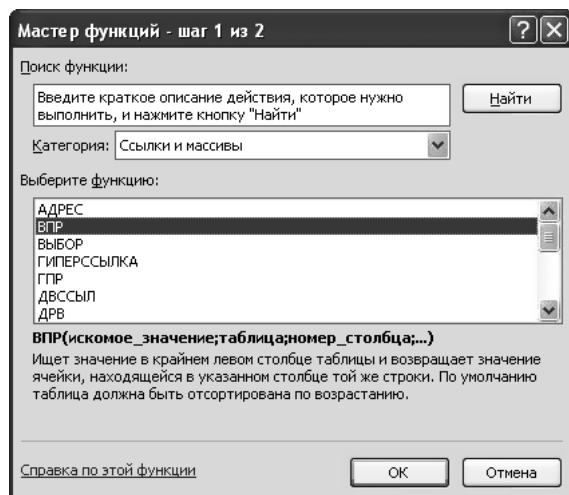 Мастер функций - шаг 1 из 2
Поиск функции:
Введите краткое описание действия, которое нужно
выполнить, и нажмите кнопку "Найти"
Найти
Категория: Ссылки и массивы
Выберите функцию:
АДРЕС
ВПР
ВЫБОР
ГИПЕРССЫЛКА
ГПР
ДВССЫЛ
ДРВ
ВПР(искомое_значение;таблица;номер_столбца;...)
Ищет значение в крайнем левом столбце таблицы и возвращает значение
ячейки, находящейся в указанном столбце той же строки. По умолчанию
таблица должна быть отсортирована по возрастанию.
Справка по этой функции
ОК
Отмена